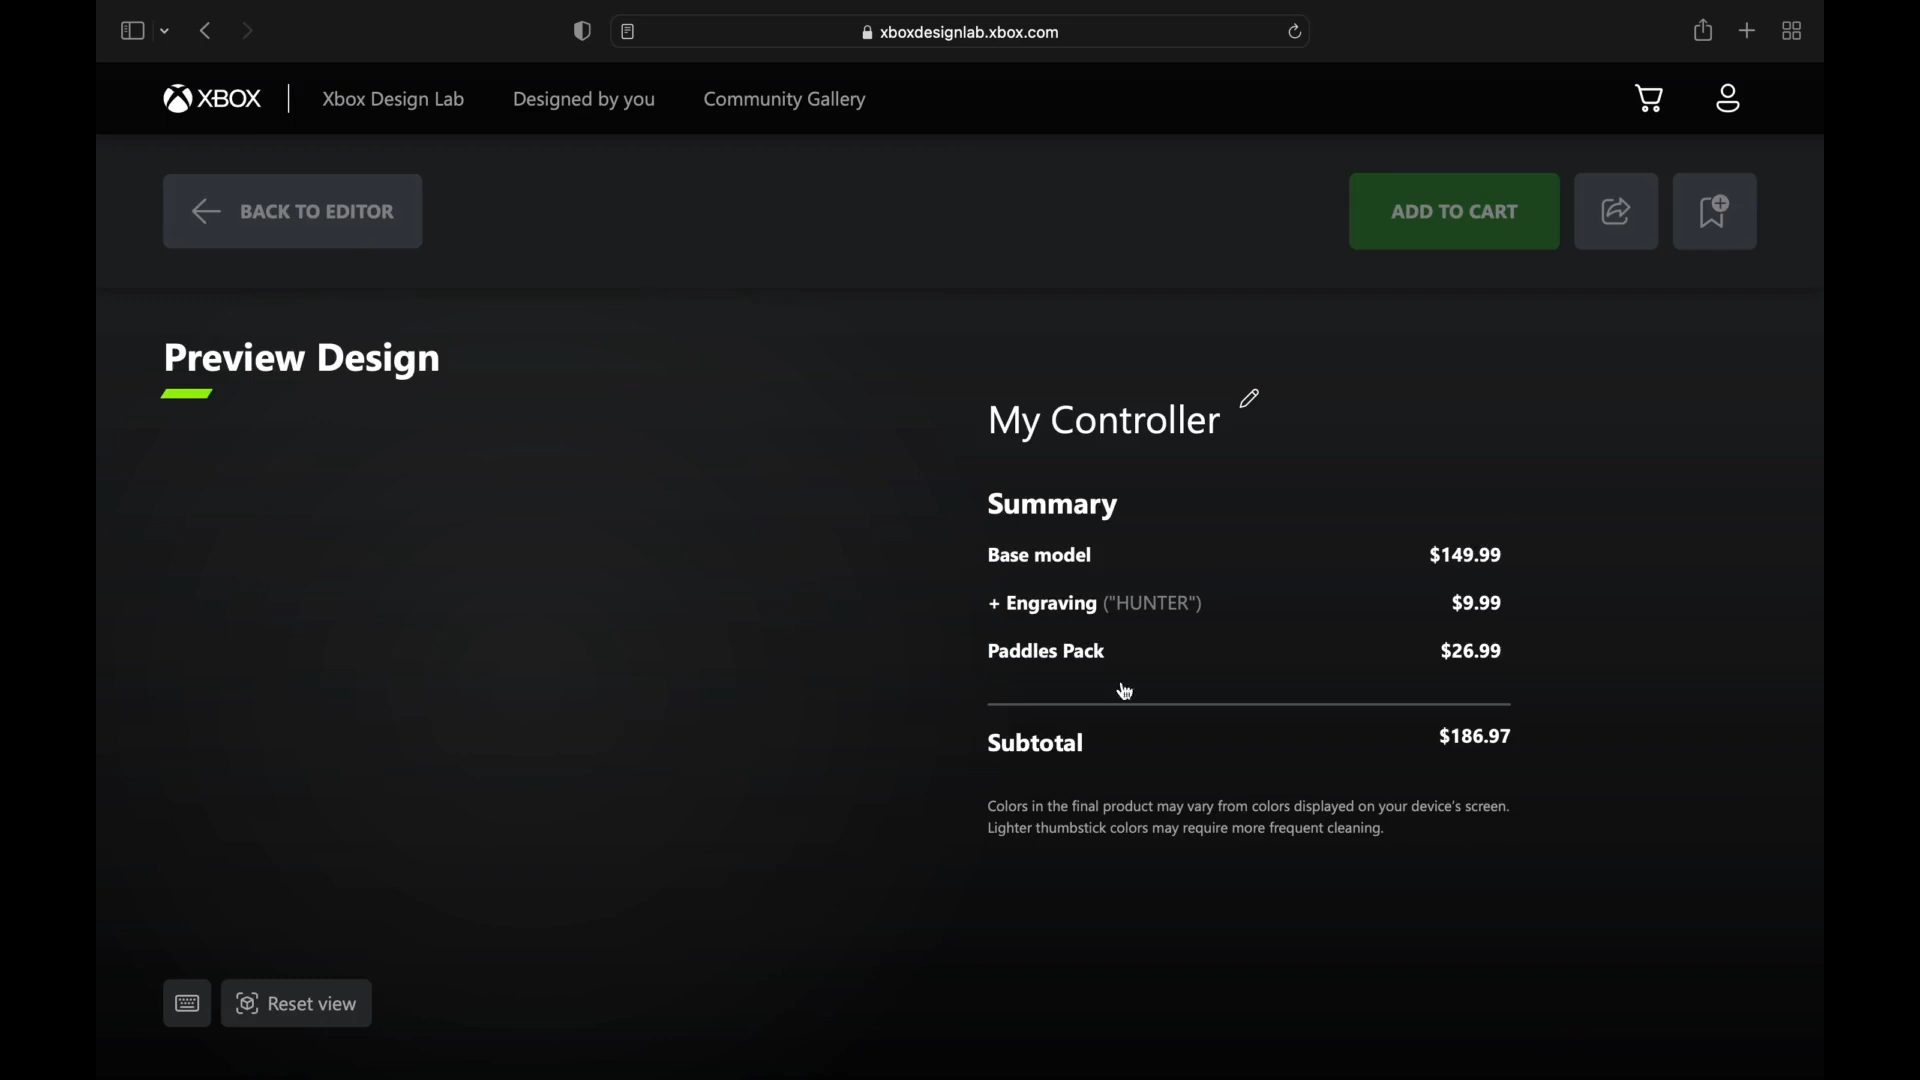 xboxdesignlab.xbox.com
XBOX
Xbox Design Lab
Designed by you
Community Gallery
BACK TO EDITOR
ADD TO CART
Preview Design
My Controller
Summary
Base model $149.99
+ Engraving ("HUNTER") $9.99
Paddles Pack $26.99
Subtotal $186.97
Colors in the final product may vary from colors displayed on your device's screen.
Lighter thumbstick colors may require more frequent cleaning.
Reset view